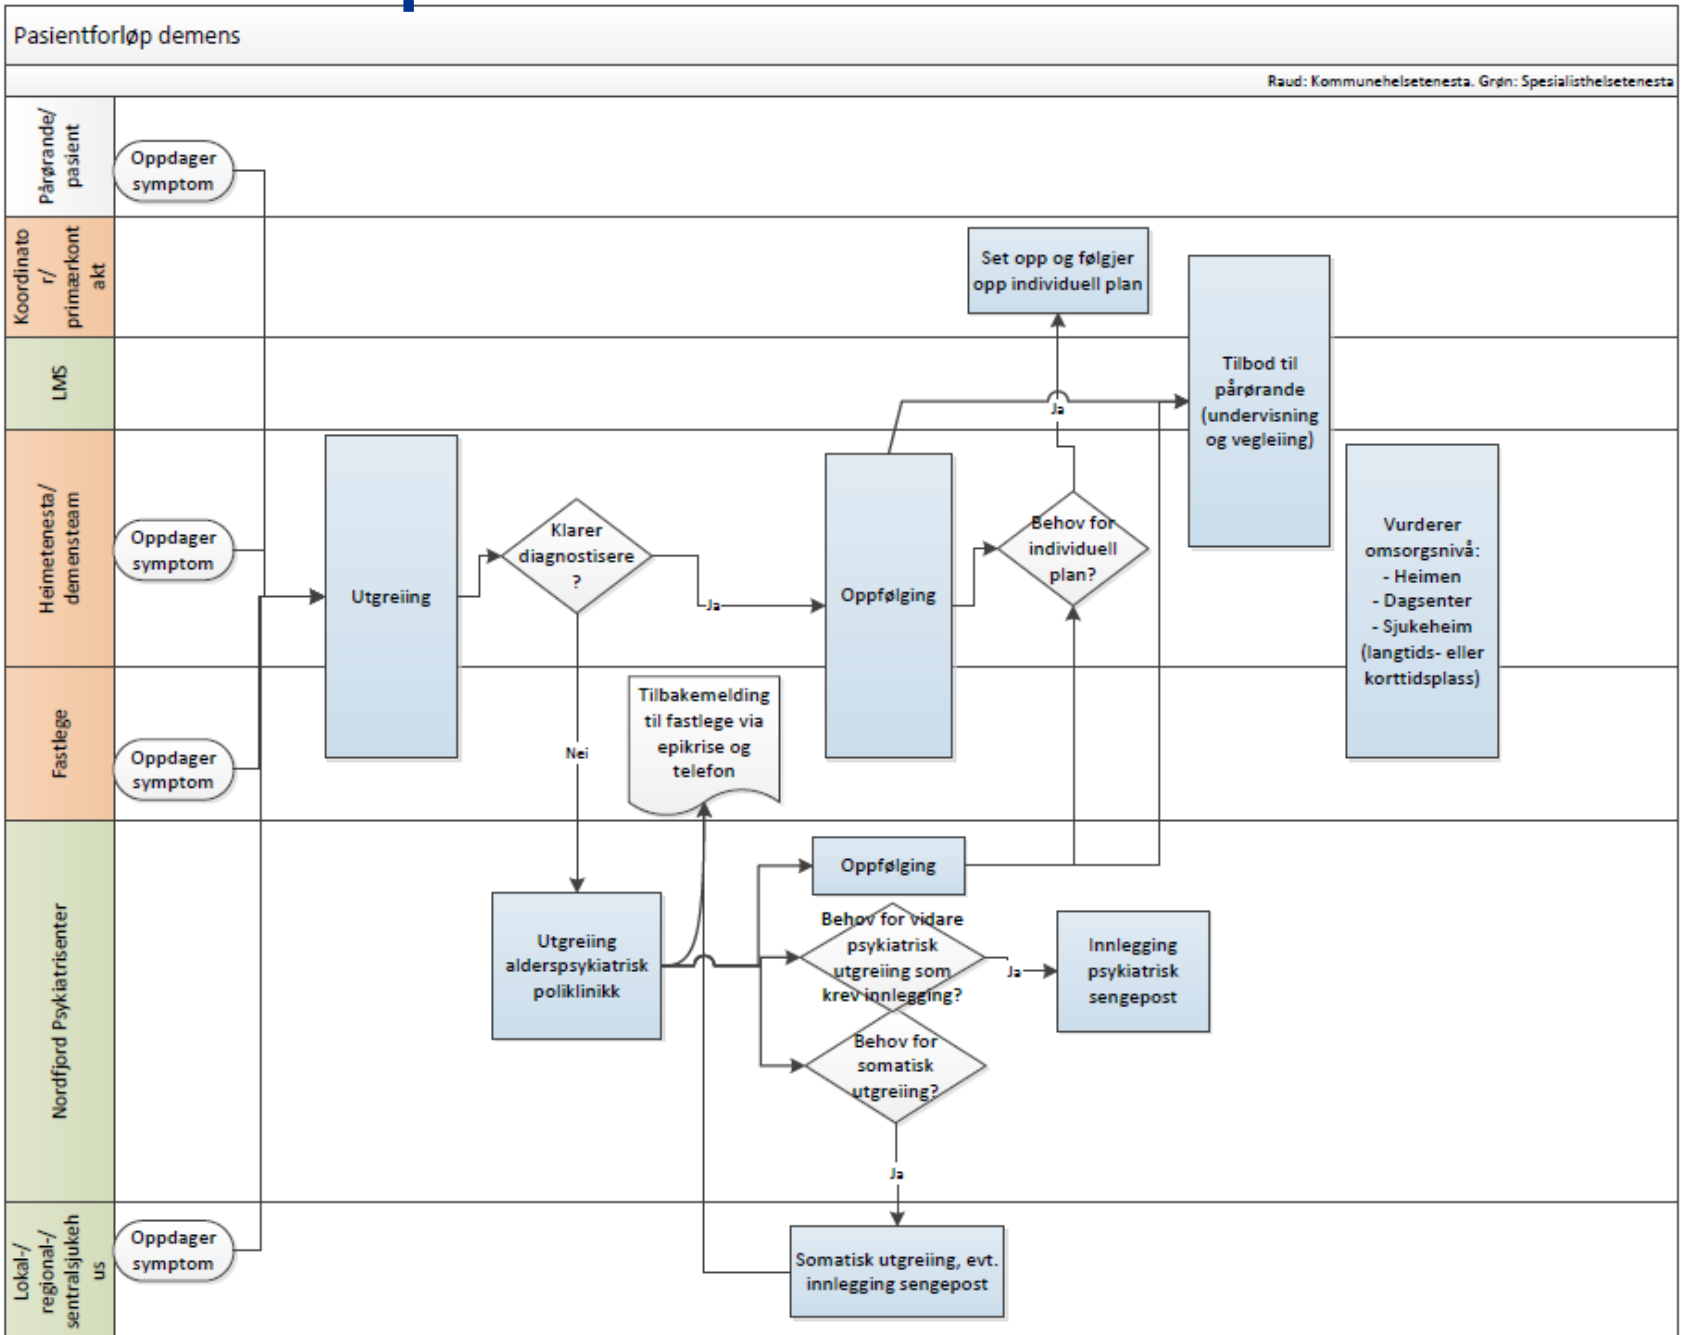 Pasientforløp demens
Raud: Kommunehelsetenesta. Grøn: Spesialisthelsetenesta
Pårørande/
pasient
Oppdager
symptom
Koordinato
r/
primærkont
akt
Set opp og følgjer
opp individuell plan
LMS
Ja
Tilbod til
pårørande
(undervisning
og vegleiing)
Heimetenesta/
demensteam
Oppdager
symptom
Utgreiing
Klarer
diagnostisere
?
Ja
Oppfølging
Behov for
individuell
plan?
Vurderer
omsorgsnivå:
- Heimen
- Dagsenter
- Sjukeheim
(langtids- eller
korttidsplass)
Fastlege
Oppdager
symptom
Nei
Tilbakemelding
til fastlege via
epikrise og
telefon
Nordfjord Psykiatrisenter
Utgreiing
alderspsykiatrisk
poliklinikk
Oppfølging
Behov for vidare
psykiatrisk
utgreiing som
krev innlegging?
Ja
Innlegging
psykiatrisk
sengepost
Behov for
somatisk
utgreiing?
Ja
Lokal-/
regional-/
sentralsjukeh
us
Oppdager
symptom
Somatisk utgreiing, evt.
innlegging sengepost